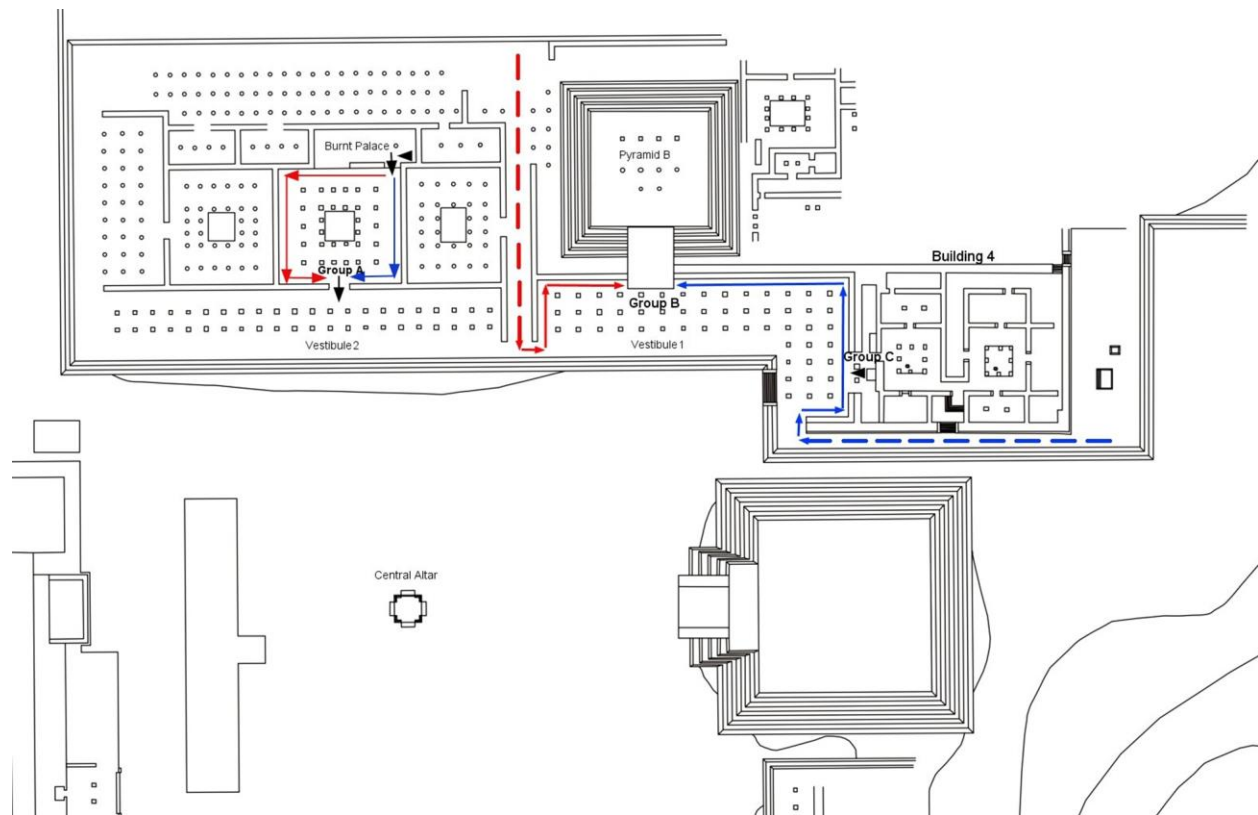 Burnt Palace
Pyramid B
Group A
Building 4
Group B
Vestibule 2
Vestibule 1
Group C
Central Altar